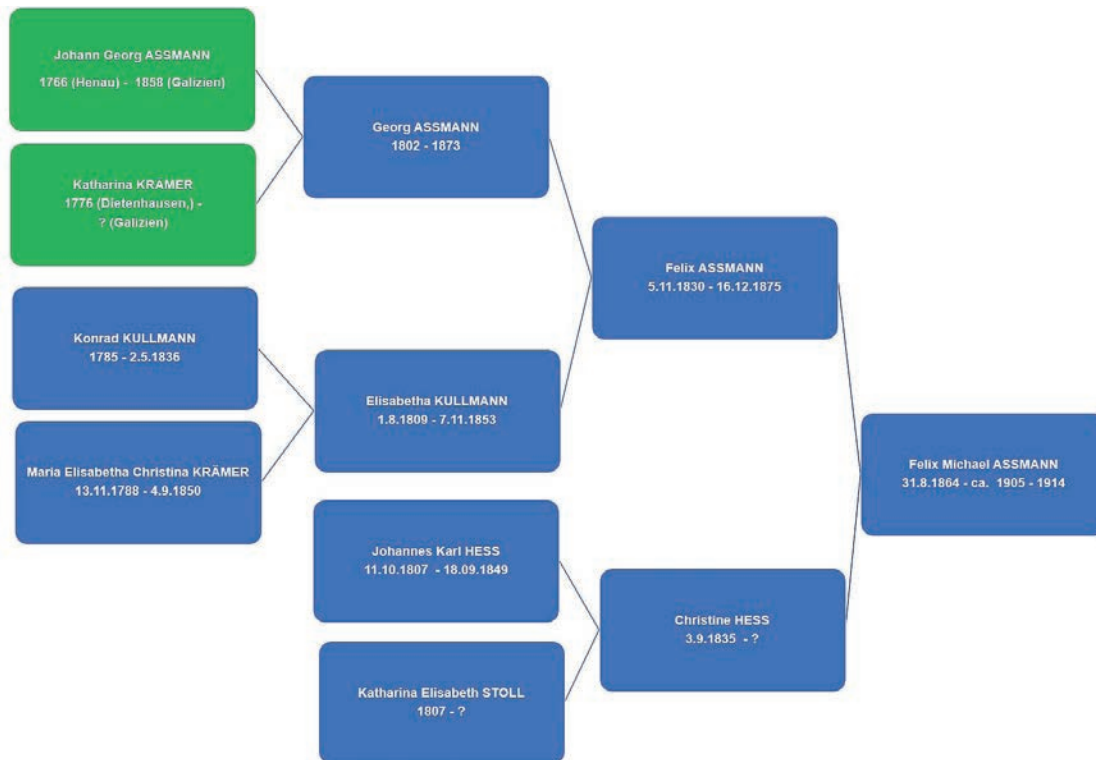 Johann Georg ASSMANN
1766 (Henau) - 1858 (Galizien)
Katharina KRAMER
1776 (Dietenhausen,) -
? (Galizien)
Konrad KULLMANN
1785 - 2.5.1836
Maria Elisabetha Christina KRÄMER
13.11.1788 - 4.9.1850
Georg ASSMANN
1802 - 1873
Elisabetha KULLMANN
1.8.1809 - 7.11.1853
Johannes Karl HESS
11.10.1807 - 18.09.1849
Katharina Elisabeth STOLL
1807 - ?
Felix ASSMANN
5.11.1830 - 16.12.1875
Christine HESS
3.9.1835 - ?
Felix Michael ASSMANN
31.8.1864 - ca. 1905 - 1914